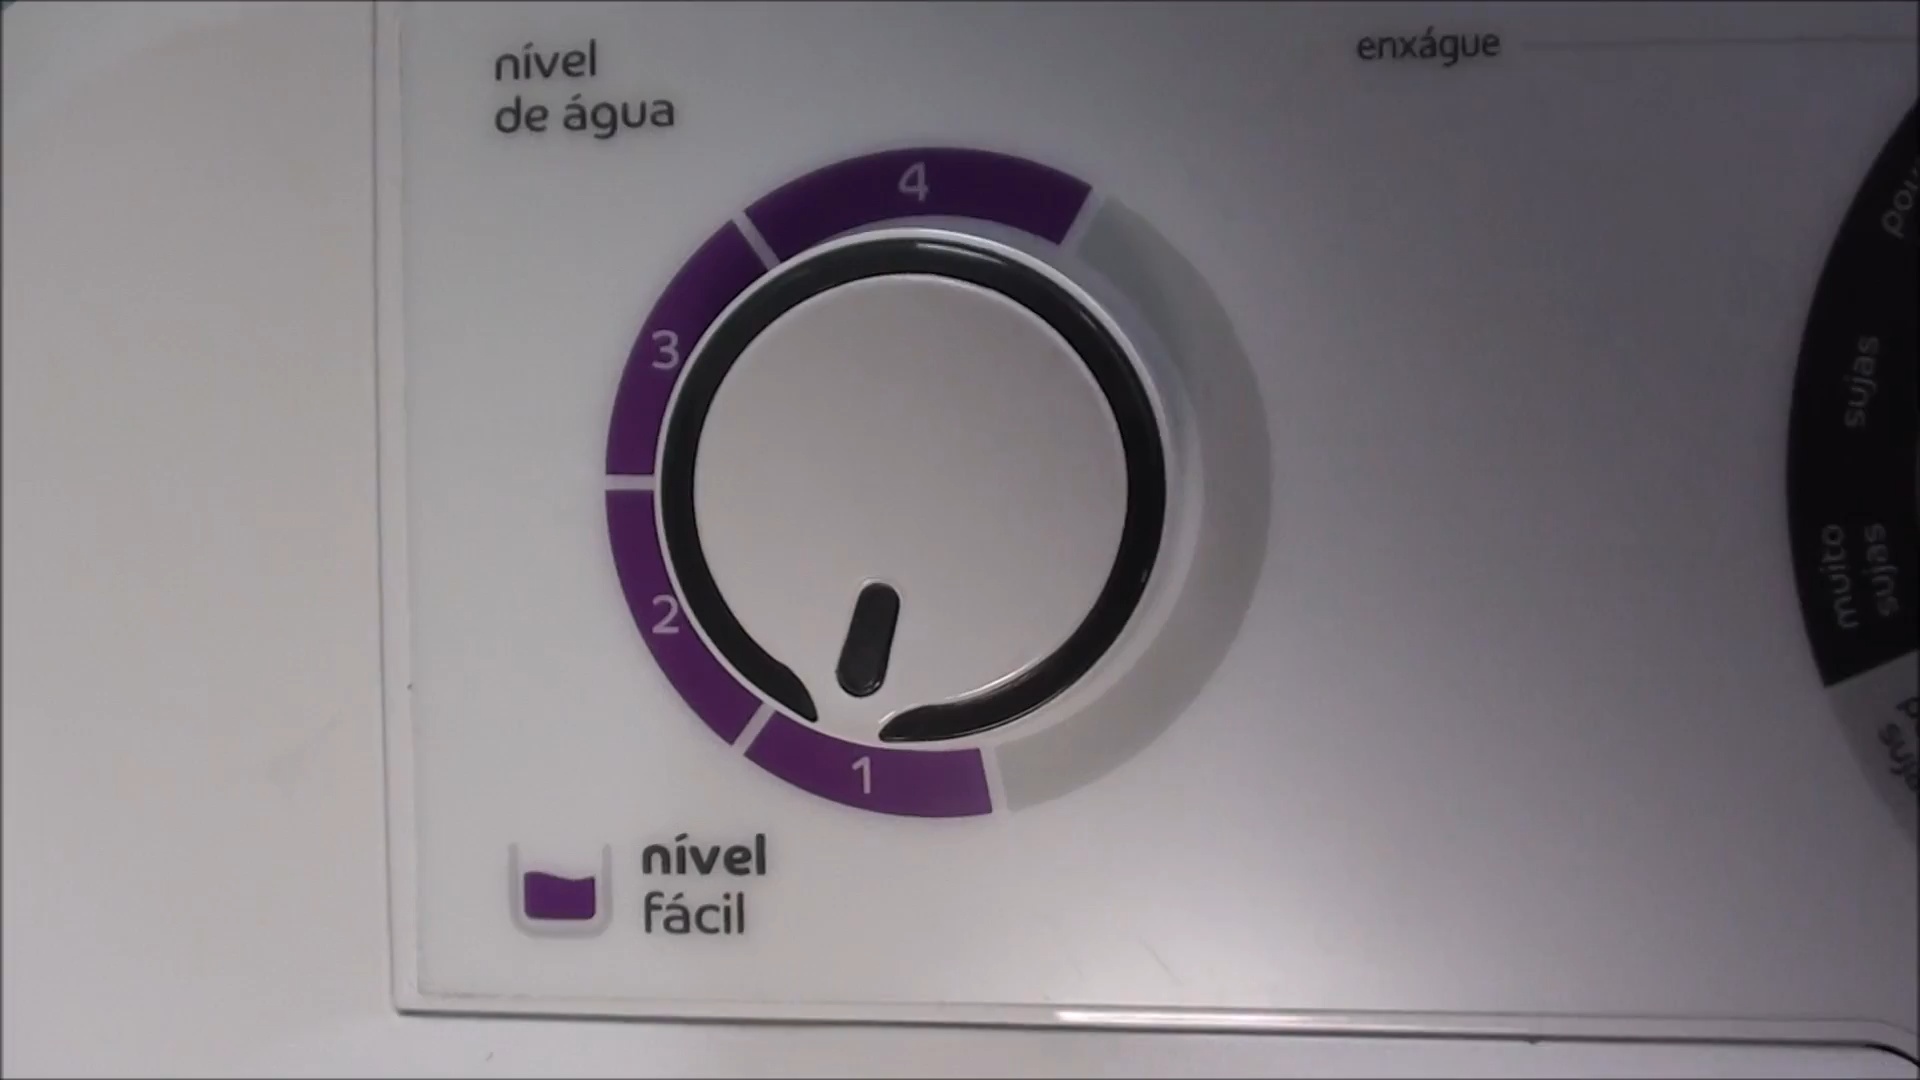 nível
de água
enxágue
4
3
2
1
sujas
muito
sujas
nível
fácil